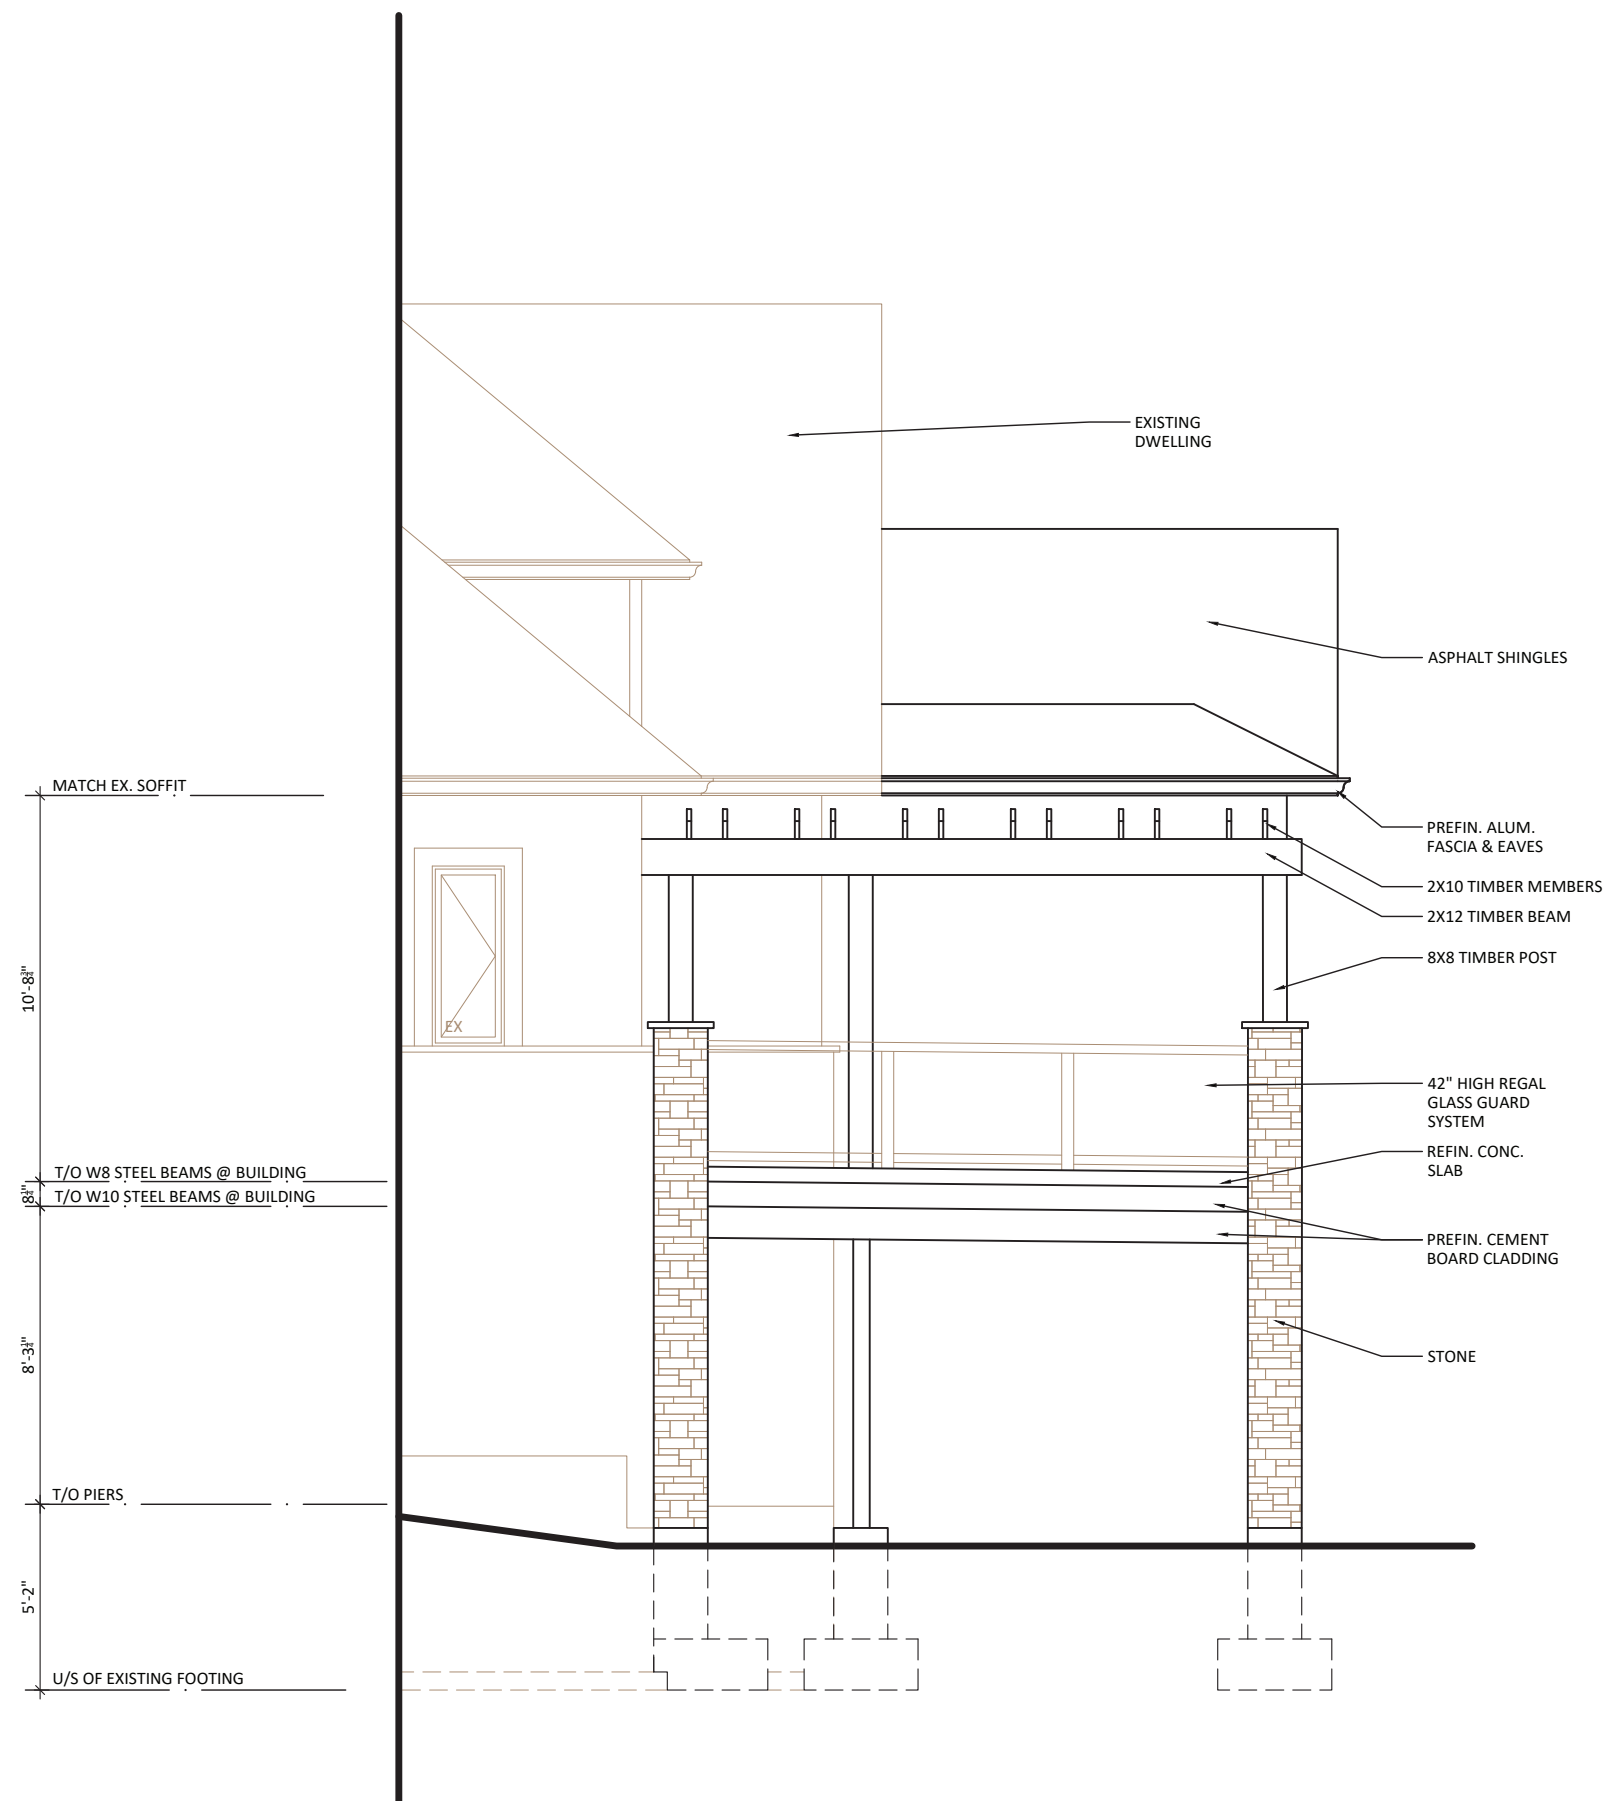 EXISTING
DWELLING
ASPHALT SHINGLES
MATCH EX. SOFFIT
PREFIN. ALUM.
FASCIA & EAVES
2X10 TIMBER MEMBERS
2X12 TIMBER BEAM
8X8 TIMBER POST
10'-8¾"
EX
42" HIGH REGAL
GLASS GUARD
SYSTEM
REFIN. CONC.
SLAB
T/O W8 STEEL BEAMS @ BUILDING
8¼"
T/O W10 STEEL BEAMS @ BUILDING
PREFIN. CEMENT
BOARD CLADDING
8'-3¼"
STONE
T/O PIERS
5'-2"
U/S OF EXISTING FOOTING